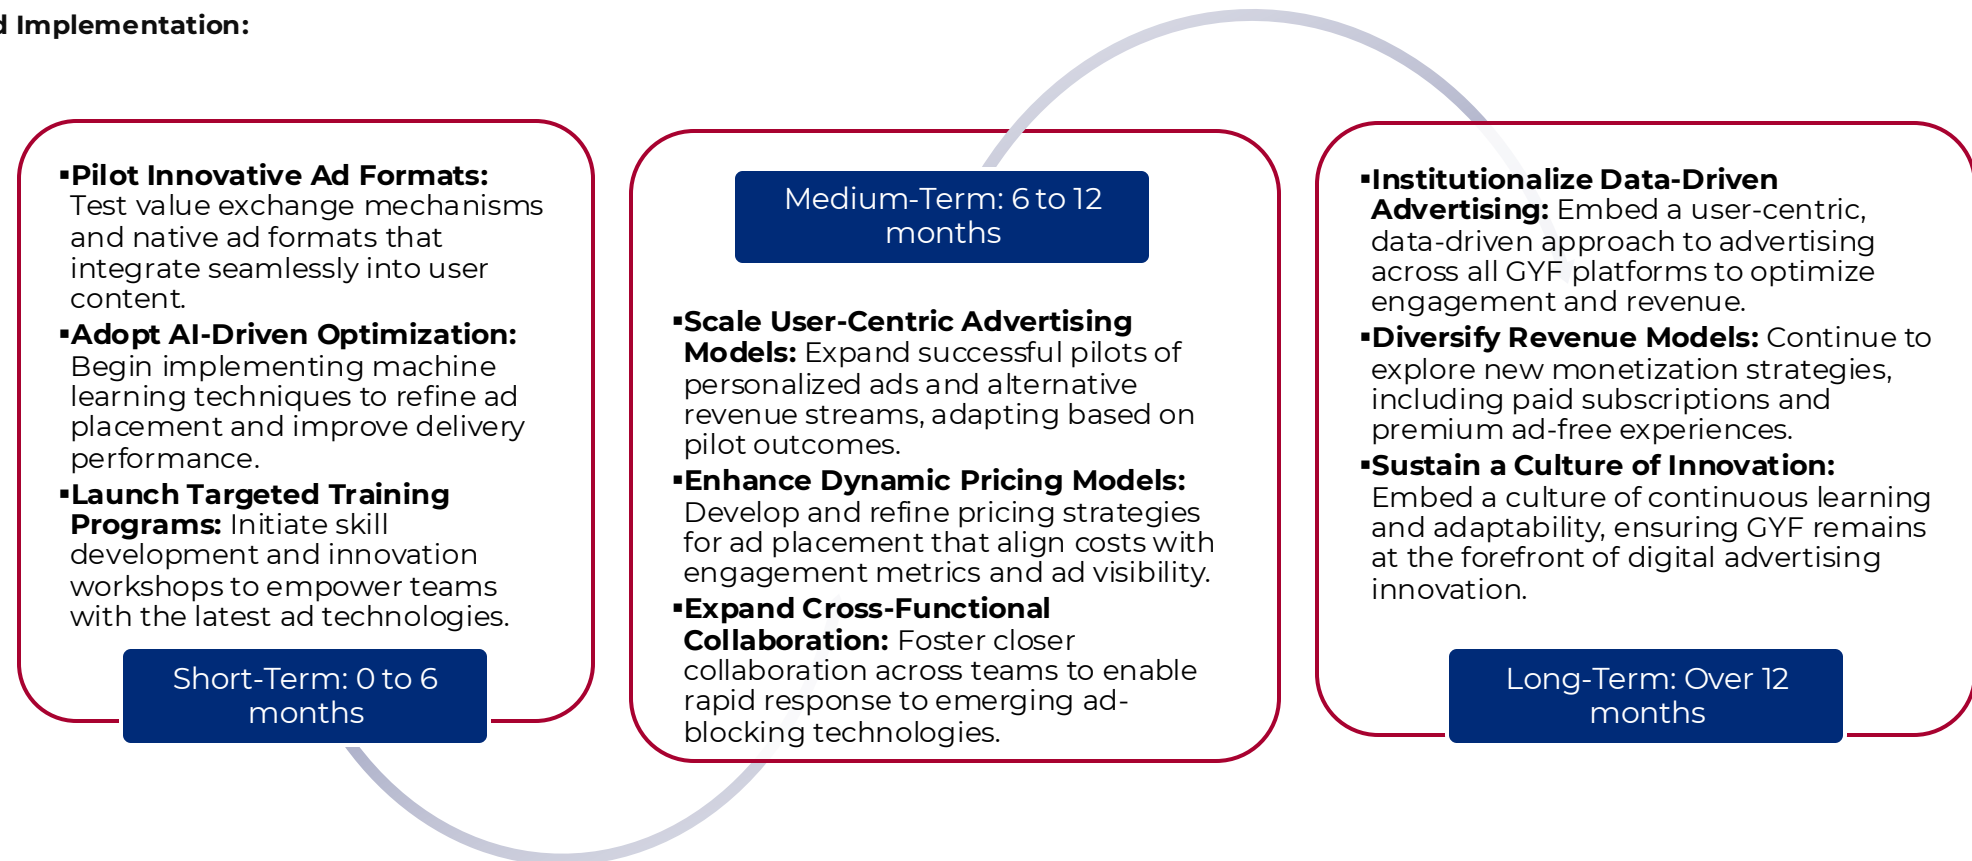 d Implementation:
▪Pilot Innovative Ad Formats:
Test value exchange mechanisms
and native ad formats that
integrate seamlessly into user
content.
▪Adopt AI-Driven Optimization:
Begin implementing machine
learning techniques to refine ad
placement and improve delivery
performance.
▪Launch Targeted Training
Programs: Initiate skill
development and innovation
workshops to empower teams
with the latest ad technologies.
Short-Term: 0 to 6
months
Medium-Term: 6 to 12
months
▪Scale User-Centric Advertising
Models: Expand successful pilots of
personalized ads and alternative
revenue streams, adapting based on
pilot outcomes.
▪Enhance Dynamic Pricing Models:
Develop and refine pricing strategies
for ad placement that align costs with
engagement metrics and ad visibility.
▪Expand Cross-Functional
Collaboration: Foster closer
collaboration across teams to enable
rapid response to emerging ad-
blocking technologies.
▪Institutionalize Data-Driven
Advertising: Embed a user-centric,
data-driven approach to advertising
across all GYF platforms to optimize
engagement and revenue.
▪Diversify Revenue Models: Continue to
explore new monetization strategies,
including paid subscriptions and
premium ad-free experiences.
▪Sustain a Culture of Innovation:
Embed a culture of continuous learning
and adaptability, ensuring GYF remains
at the forefront of digital advertising
innovation.
Long-Term: Over 12
months